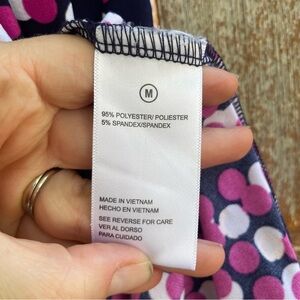 M
95% POLYESTER/ POLIESTER
5% SPANDEX/SPANDEX
MADE IN VIETNAM
HECHO EN VIETNAM
SEE REVERSE FOR CARE
VER AL DORSO
PARA CUIDADO